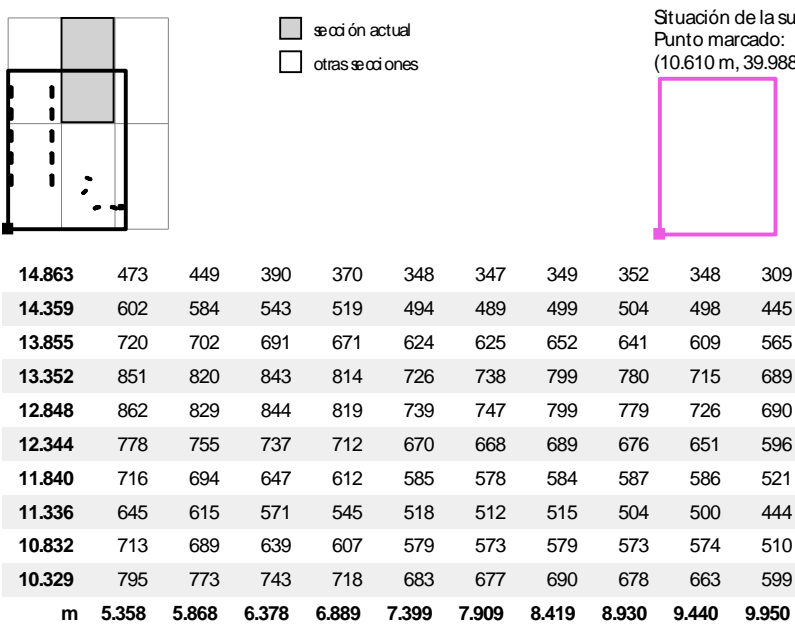 sección actual
otras secciones
Situación de la su
Punto marcado:
(10.610 m, 39.988
14.863 473 449 390 370 348 347 349 352 348 309
14.359 602 584 543 519 494 489 499 504 498 445
13.855 720 702 691 671 624 625 652 641 609 565
13.352 851 820 843 814 726 738 799 780 715 689
12.848 862 829 844 819 739 747 799 779 726 690
12.344 778 755 737 712 670 668 689 676 651 596
11.840 716 694 647 612 585 578 584 587 586 521
11.336 645 615 571 545 518 512 515 504 500 444
10.832 713 689 639 607 579 573 579 573 574 510
10.329 795 773 743 718 683 677 690 678 663 599
m 5.358 5.868 6.378 6.889 7.399 7.909 8.419 8.930 9.440 9.950